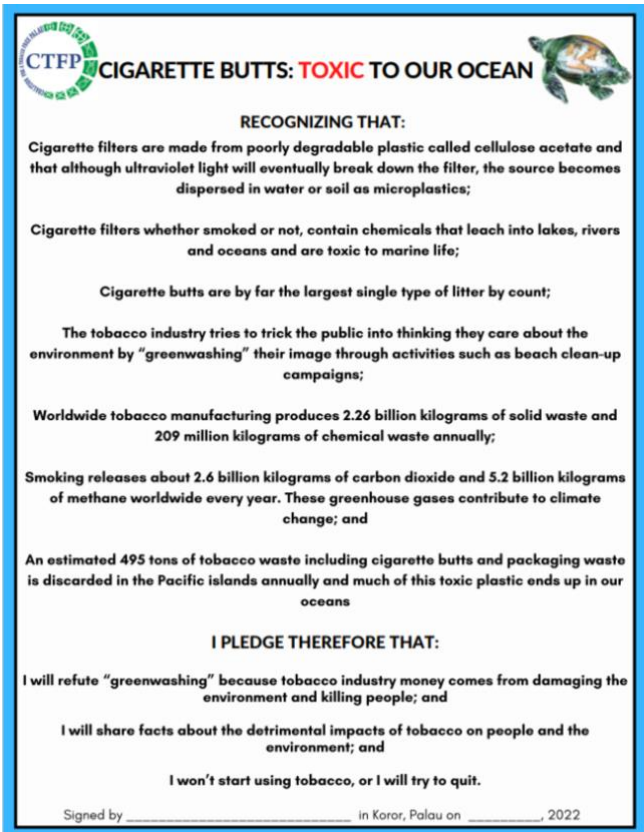 CTFP
CIGARETTE BUTTS: TOXIC TO OUR OCEAN
RECOGNIZING THAT:
Cigarette filters are made from poorly degradable plastic called cellulose acetate and
that although ultraviolet light will eventually break down the filter, the source becomes
dispersed in water or soil as microplastics;
Cigarette filters whether smoked or not, contain chemicals that leach into lakes, rivers
and oceans and are toxic to marine life;
Cigarette butts are by far the largest single type of litter by count;
The tobacco industry tries to trick the public into thinking they care about the
environment by “greenwashing” their image through activities such as beach clean-up
campaigns;
Worldwide tobacco manufacturing produces 2.26 billion kilograms of solid waste and
209 million kilograms of chemical waste annually;
Smoking releases about 2.6 billion kilograms of carbon dioxide and 5.2 billion kilograms
of methane worldwide every year. These greenhouse gases contribute to climate
change; and
An estimated 495 tons of tobacco waste including cigarette butts and packaging waste
is discarded in the Pacific islands annually and much of this toxic plastic ends up in our
oceans
I PLEDGE THEREFORE THAT:
I will refute “greenwashing” because tobacco industry money comes from damaging the
environment and killing people; and
I will share facts about the detrimental impacts of tobacco on people and the
environment; and
I won’t start using tobacco, or I will try to quit.
Signed by ____________________________ in Koror, Palau on _________, 2022